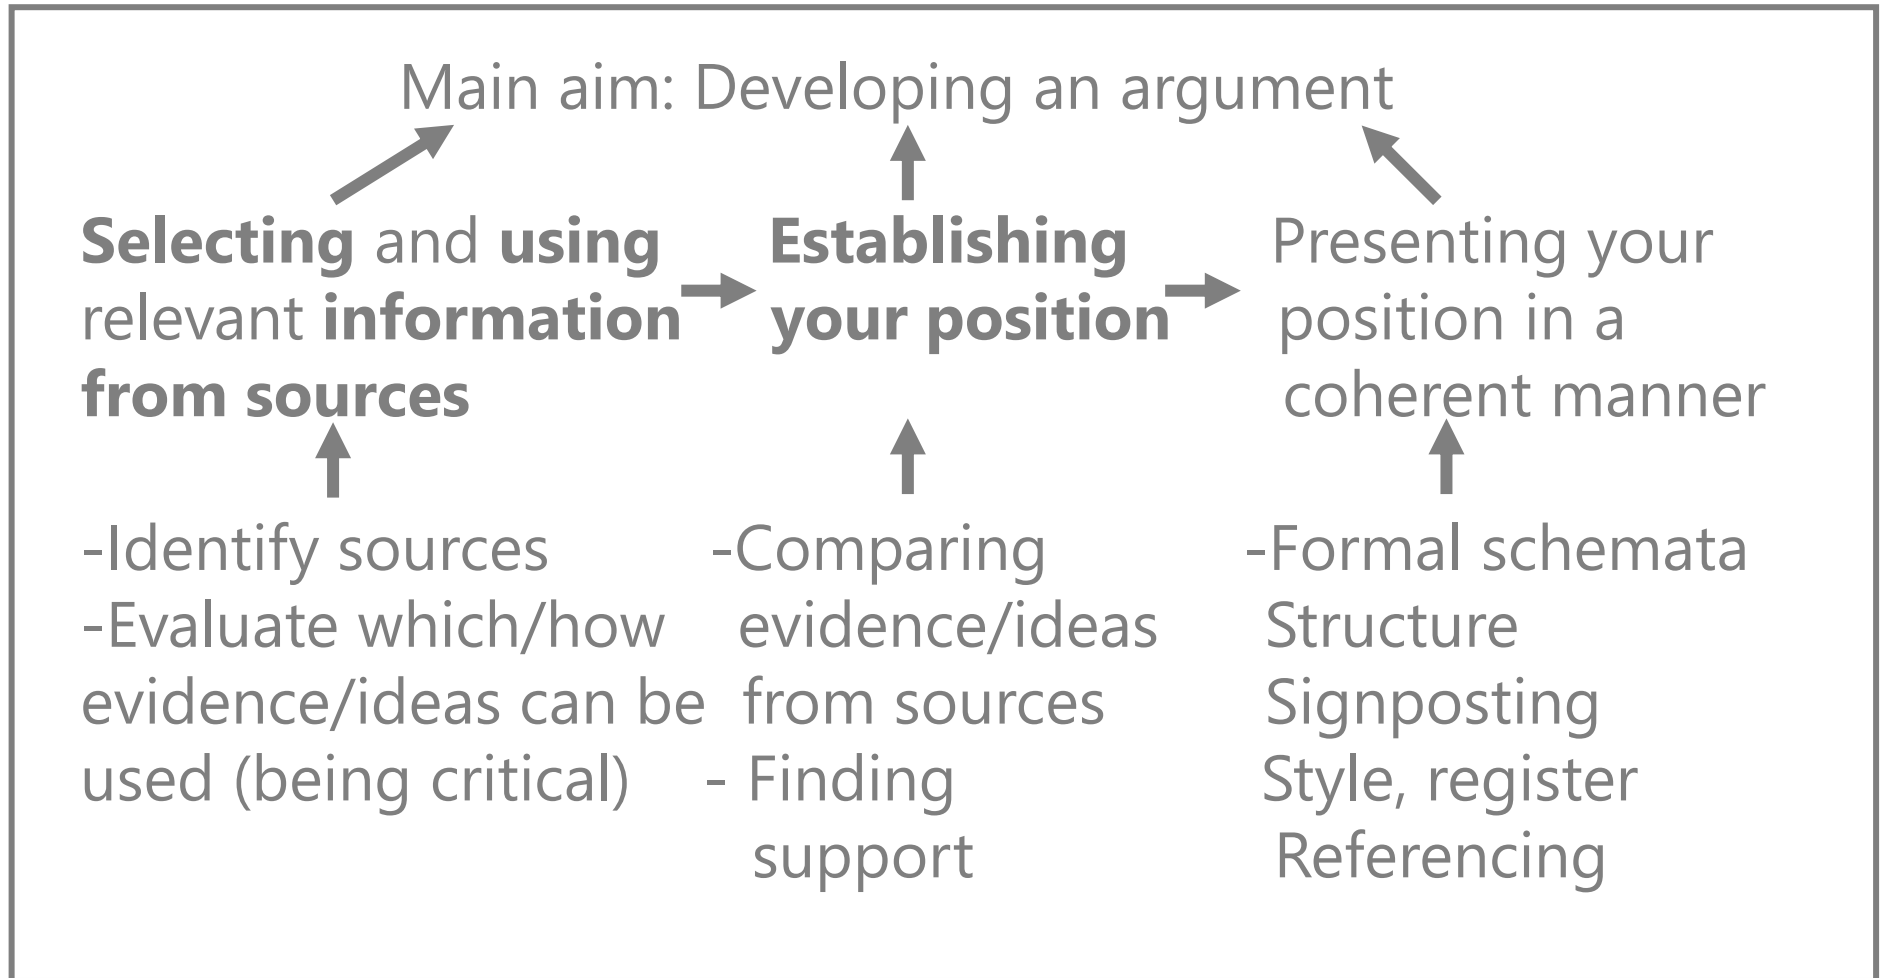 Main aim: Developing an argument
Selecting and using
relevant information
from sources
Establishing
your position
Presenting your
position in a
coherent manner
-Identify sources
-Evaluate which/how
evidence/ideas can be
used (being critical)
-Comparing
evidence/ideas
from sources
- Finding
support
-Formal schemata
Structure
Signposting
Style, register
Referencing